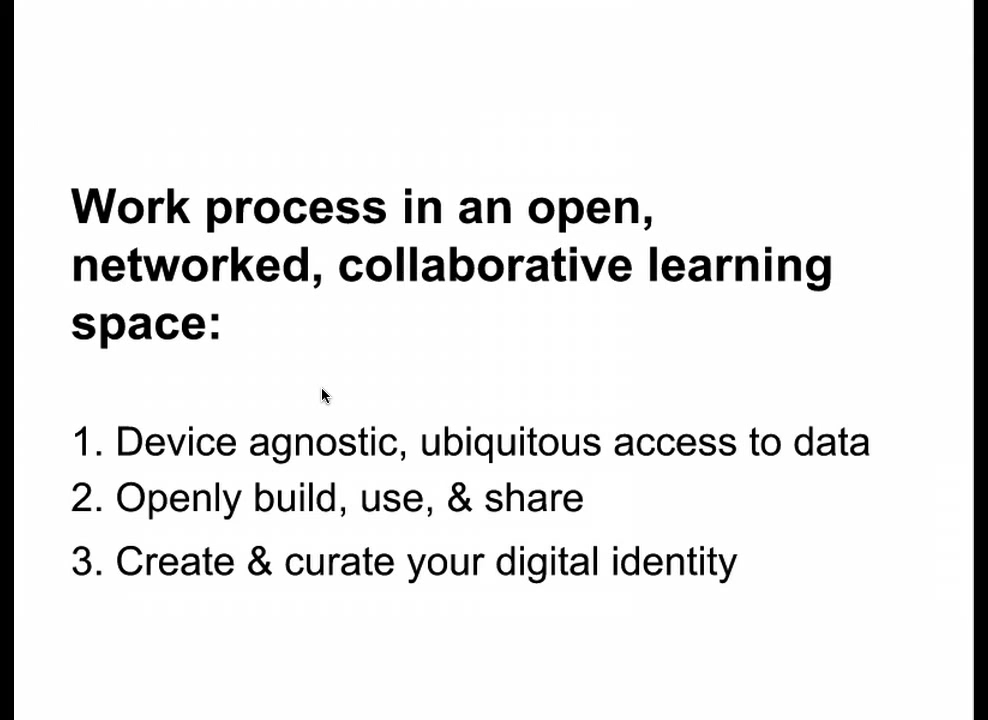 Work process in an open,
networked, collaborative learning
space:
1. Device agnostic, ubiquitous access to data
2. Openly build, use, & share
3. Create & curate your digital identity